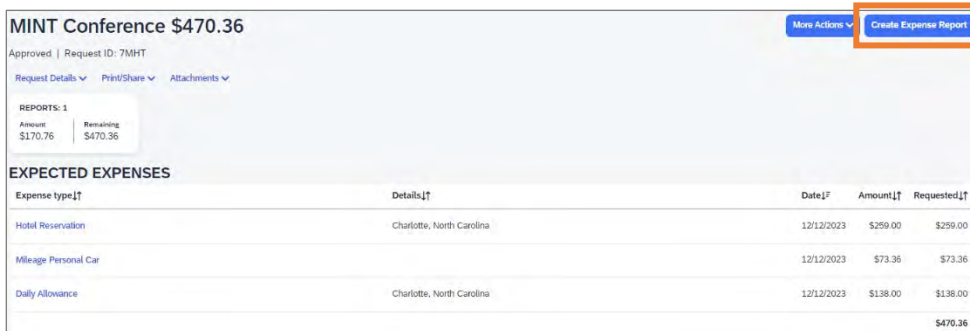 MINT Conference $470.36
More Actions
Create Expense Report
Approved | Request ID: 7MHT
Request Details Print/Share Attachments
REPORTS: 1
Amount Remaining
$170.76 $470.36
EXPECTED EXPENSES
Expense type Details Date Amount Requested
Hotel Reservation Charlotte, North Carolina 12/12/2023 $259.00 $259.00
Mileage Personal Car 12/12/2023 $73.36 $73.36
Daily Allowance Charlotte, North Carolina 12/12/2023 $138.00 $138.00
$470.36